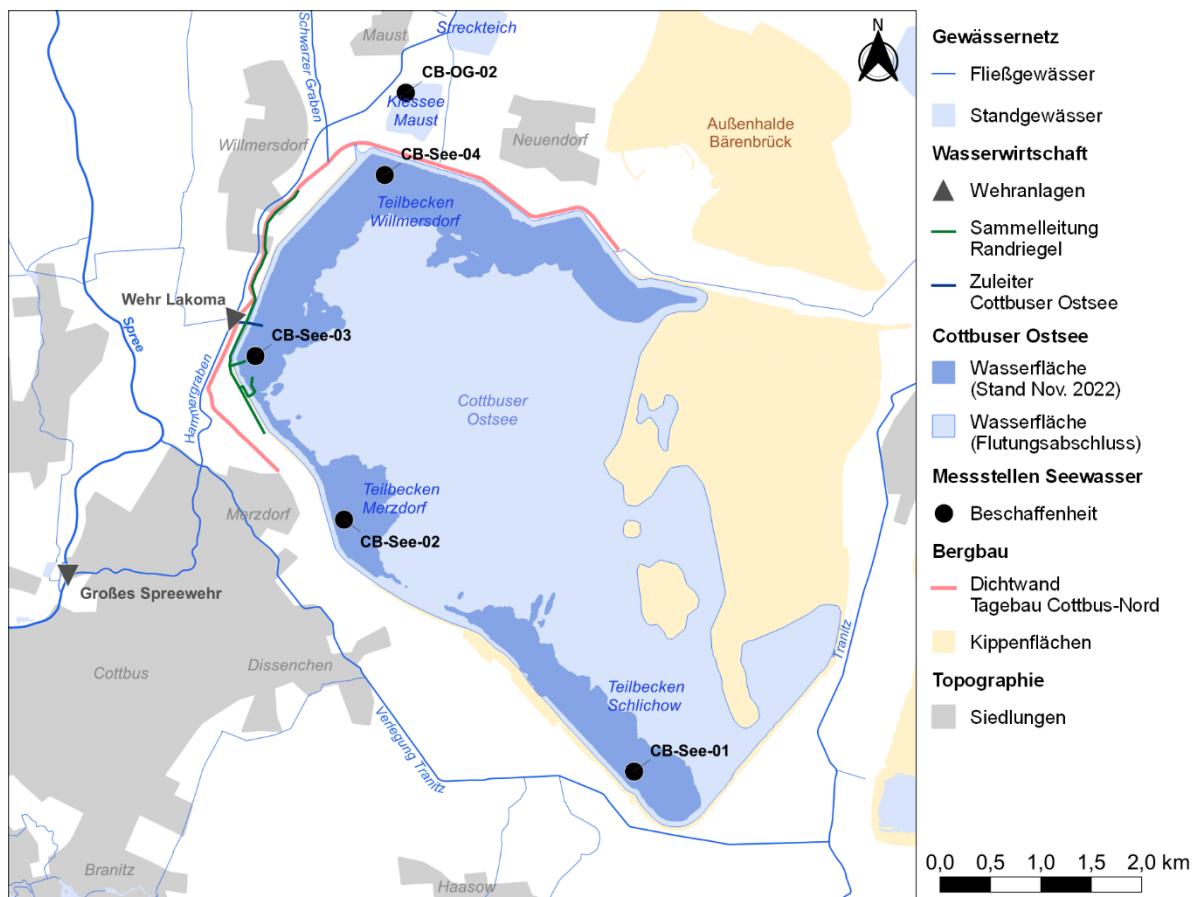 Maust
Streckteich
Schwarzer Graben
CB-OG-02
Kiessee
Maust
N
Willmersdorf
Neuendorf
Außenhalde
Bärenbrück
CB-See-04
Teilbecken
Willmersdorf
Wehr Lakoma
Spree
CB-See-03
Hammergraben
Cottbuser
Ostsee
Merzdorf
Teilbecken
Merzdorf
CB-See-02
Großes Spreewehr
Cottbus
Dissenchen
Verlegung Tranitz
Teilbecken
Schlichow
Tranitz
CB-See-01
Branitz
Haasow
Gewässernetz
Fließgewässer
Standgewässer
Wasserwirtschaft
Wehranlagen
Sammelleitung
Randriegel
Zuleiter
Cottbuser Ostsee
Cottbuser Ostsee
Wasserfläche
(Stand Nov. 2022)
Wasserfläche
(Flutungsabschluss)
Messstellen Seewasser
Beschaffenheit
Bergbau
Dichtwand
Tagebau Cottbus-Nord
Kippenflächen
Topographie
Siedlungen
0,0 0,5 1,0 1,5 2,0 km